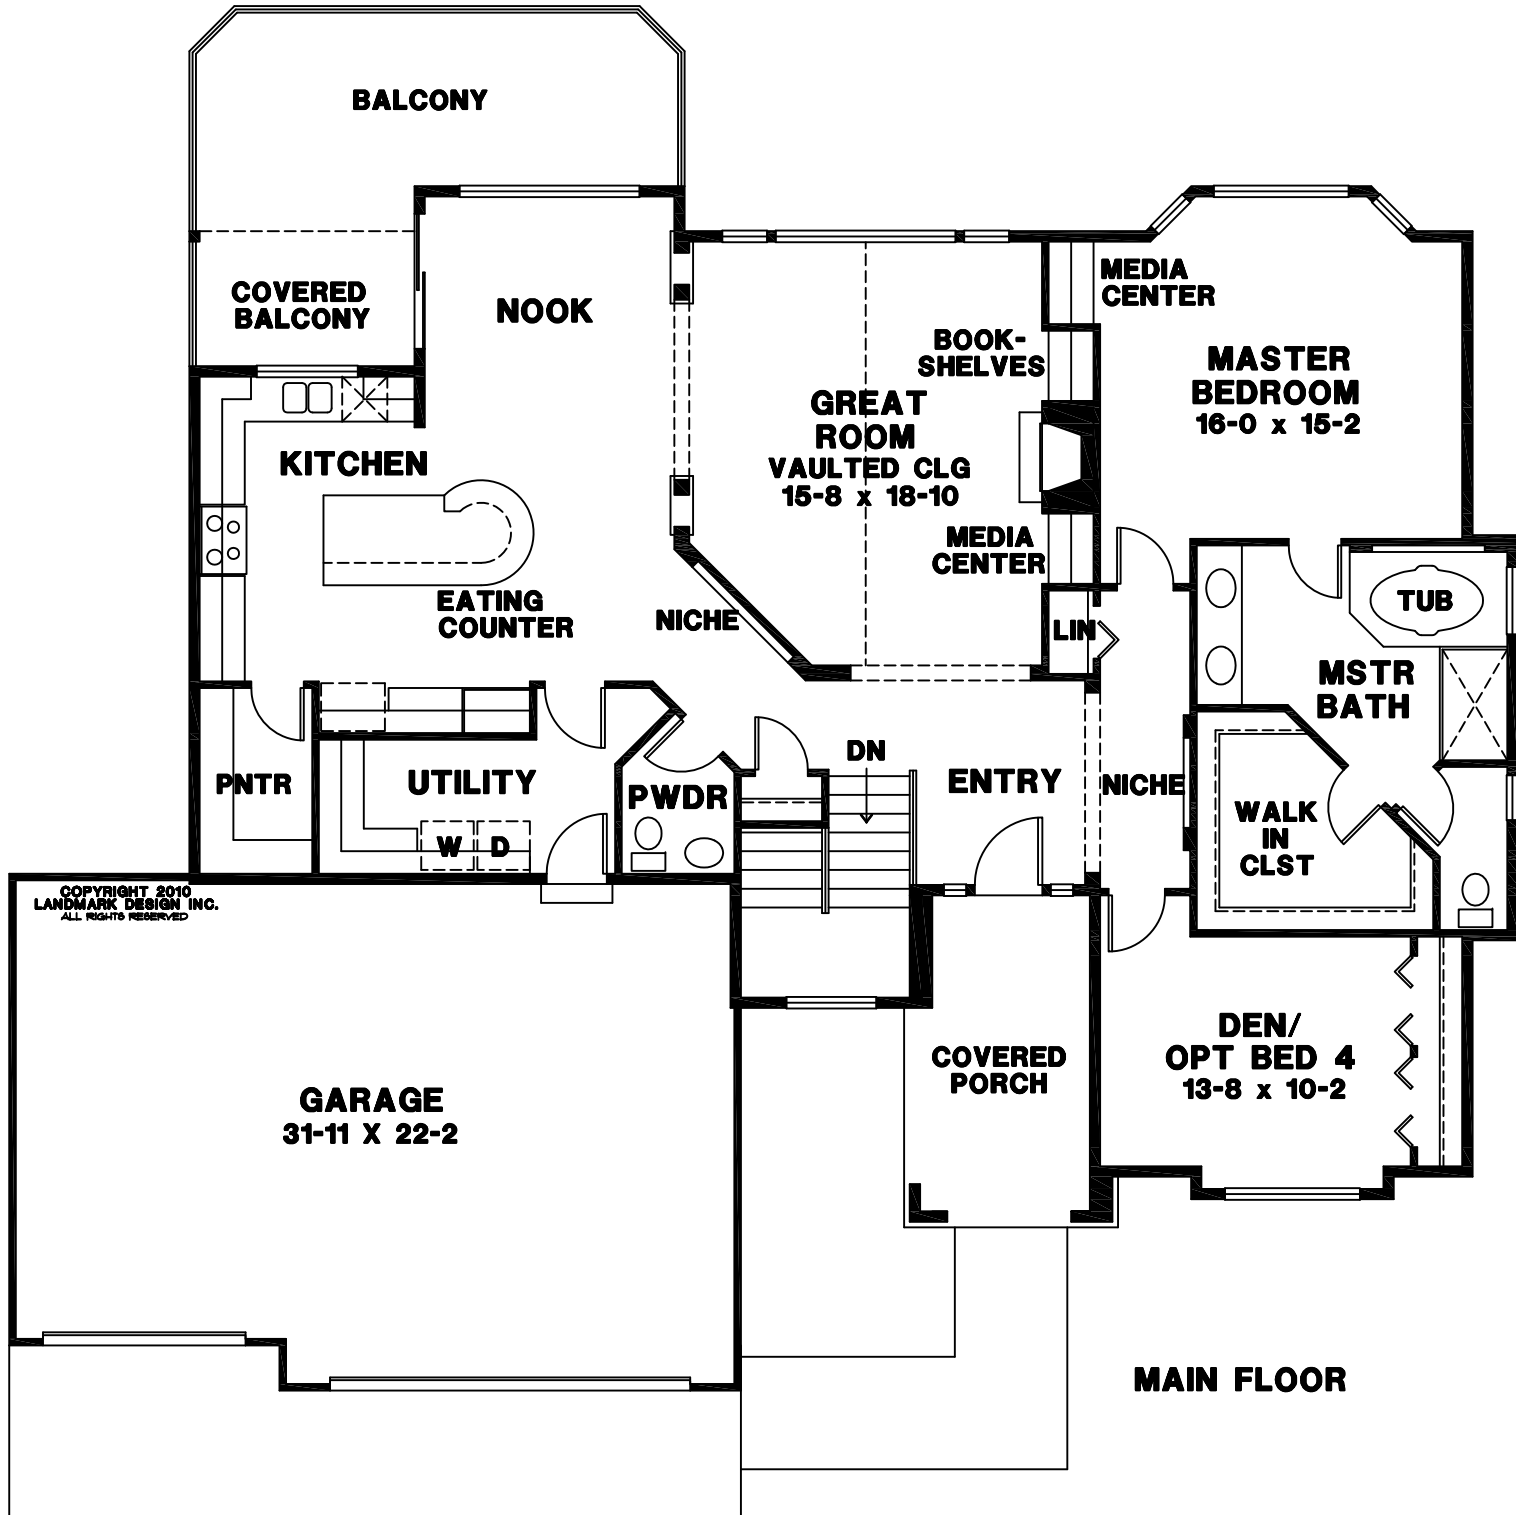 BALCONY
COVERED
BALCONY
NOOK
MEDIA
CENTER
BOOK-
SHELVES
MASTER
BEDROOM
16-0 x 15-2
GREAT
ROOM
VAULTED CLG
15-8 x 18-10
KITCHEN
MEDIA
CENTER
EATING
COUNTER
NICHE
LIN
TUB
MSTR
BATH
PNTR
UTILITY
W D
PWDR
DN
ENTRY
NICHE
WALK
IN
CLST
COPYRIGHT 2010
LANDMARK DESIGN INC.
ALL RIGHTS RESERVED
COVERED
PORCH
DEN/
OPT BED 4
13-8 x 10-2
GARAGE
31-11 X 22-2
MAIN FLOOR